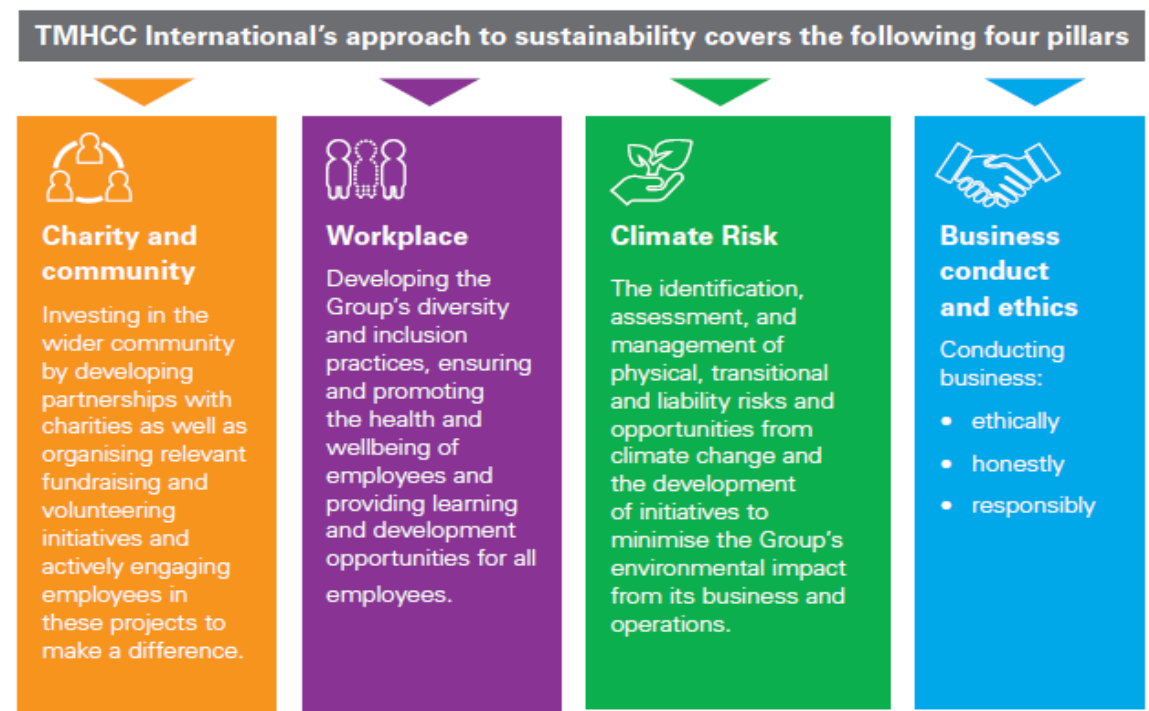 TMHCC International's approach to sustainability covers the following four pillars
Charity and
community
Investing in the
wider community
by developing
partnerships with
charities as well as
organising relevant
fundraising and
volunteering
initiatives and
actively engaging
employees in
these projects to
make a difference.
Workplace
Developing the
Group's diversity
and inclusion
practices, ensuring
and promoting
the health and
wellbeing of
employees and
providing learning
and development
opportunities for all
employees.
Climate Risk
The identification,
assessment, and
management of
physical, transitional
and liability risks and
opportunities from
climate change and
the development
of initiatives to
minimise the Group's
environmental impact
from its business and
operations.
Business
conduct
and ethics
Conducting
business:
• ethically
• honestly
• responsibly